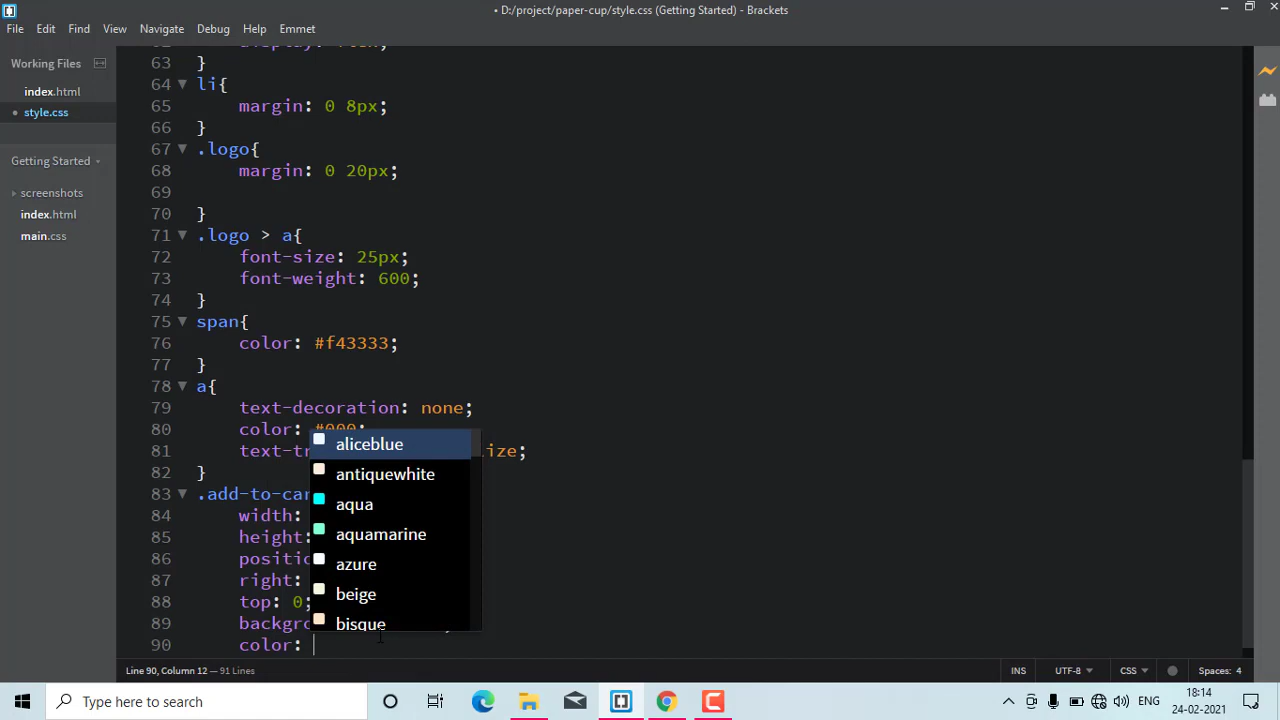 • D:/project/paper-cup/style.css (Getting Started) - Brackets
File Edit Find View Navigate Debug Help Emmet
Working Files
index.html
• style.css
Getting Started
screenshots
index.html
main.css
63 }
64 li{
65 margin: 0 8px;
66 }
67 .logo{
68 margin: 0 20px;
69
70 }
71 .logo > a{
72 font-size: 25px;
73 font-weight: 600;
74 }
75 span{
76 color: #f43333;
77 }
78 a{
79 text-decoration: none;
80 color: #000;
81 text-tr ize;
82 }
83 .add-to-car
84 width:
85 height:
86 positio
87 right:
88 top: 0;
89 backgro
90 color:
aliceblue
antiquewhite
aqua
aquamarine
azure
beige
bisque
Line 90, Column 12 — 91 Lines
INS UTF-8 CSS Spaces: 4
Type here to search
ENG
18:14
24-02-2021